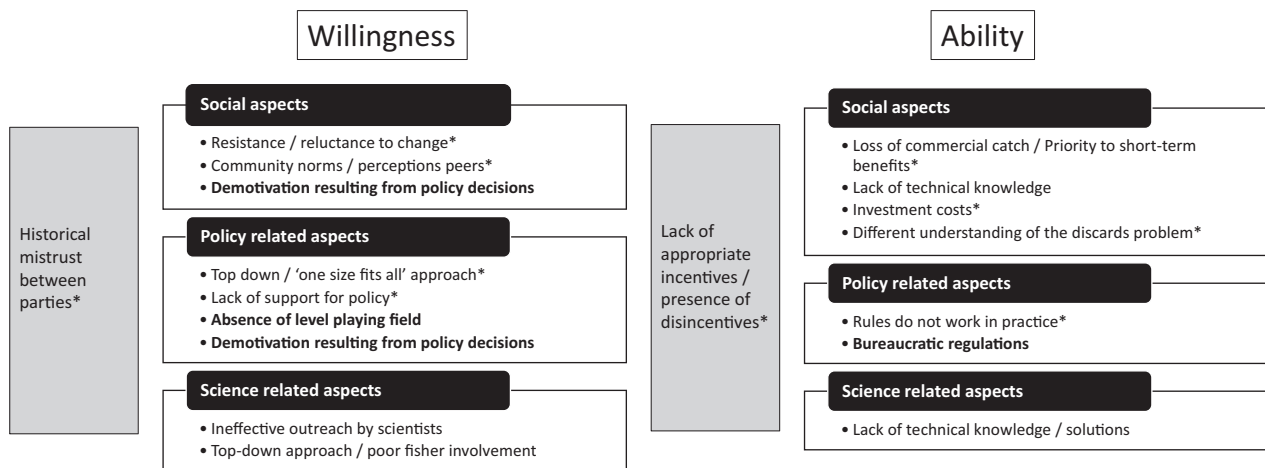 Willingness
Historical
mistrust
between
parties*
Social aspects
• Resistance / reluctance to change*
• Community norms / perceptions peers*
• Demotivation resulting from policy decisions
Policy related aspects
• Top down / ‘one size fits all’ approach*
• Lack of support for policy*
• Absence of level playing field
• Demotivation resulting from policy decisions
Science related aspects
• Ineffective outreach by scientists
• Top-down approach / poor fisher involvement
Ability
Lack of
appropriate
incentives /
presence of
disincentives*
Social aspects
• Loss of commercial catch / Priority to short-term
benefits*
• Lack of technical knowledge
• Investment costs*
• Different understanding of the discards problem*
Policy related aspects
• Rules do not work in practice*
• Bureaucratic regulations
Science related aspects
• Lack of technical knowledge / solutions